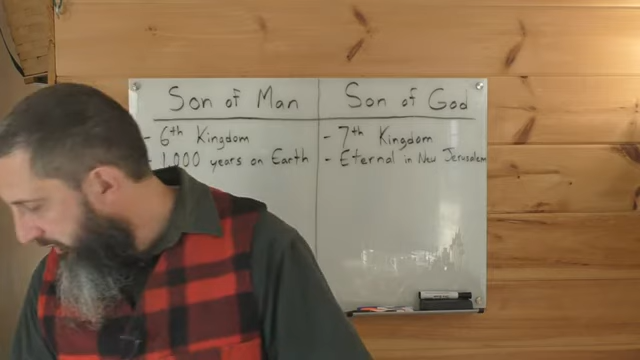 Son of Man
- 6th Kingdom
- 1,000 years on Earth
Son of God
- 7th Kingdom
- Eternal in New Jerusalem